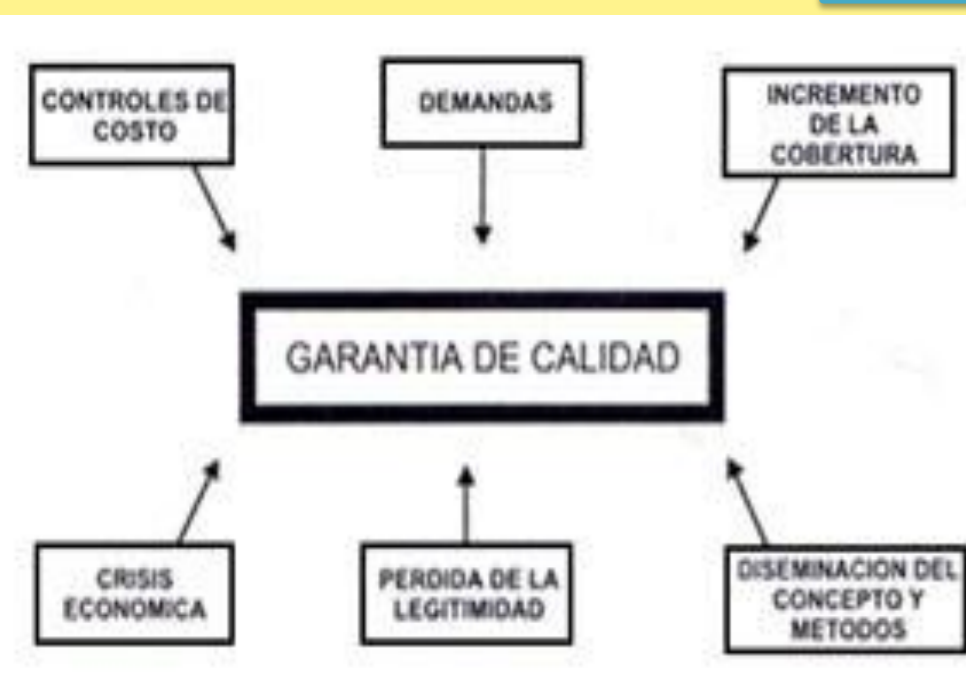 CONTROLES DE
COSTO
DEMANDAS
INCREMENTO
DE LA
COBERTURA
GARANTIA DE CALIDAD
CRISIS
ECONOMICA
PERDIDA DE LA
LEGITIMIDAD
DISEMINACION DEL
CONCEPTO Y
METODOS